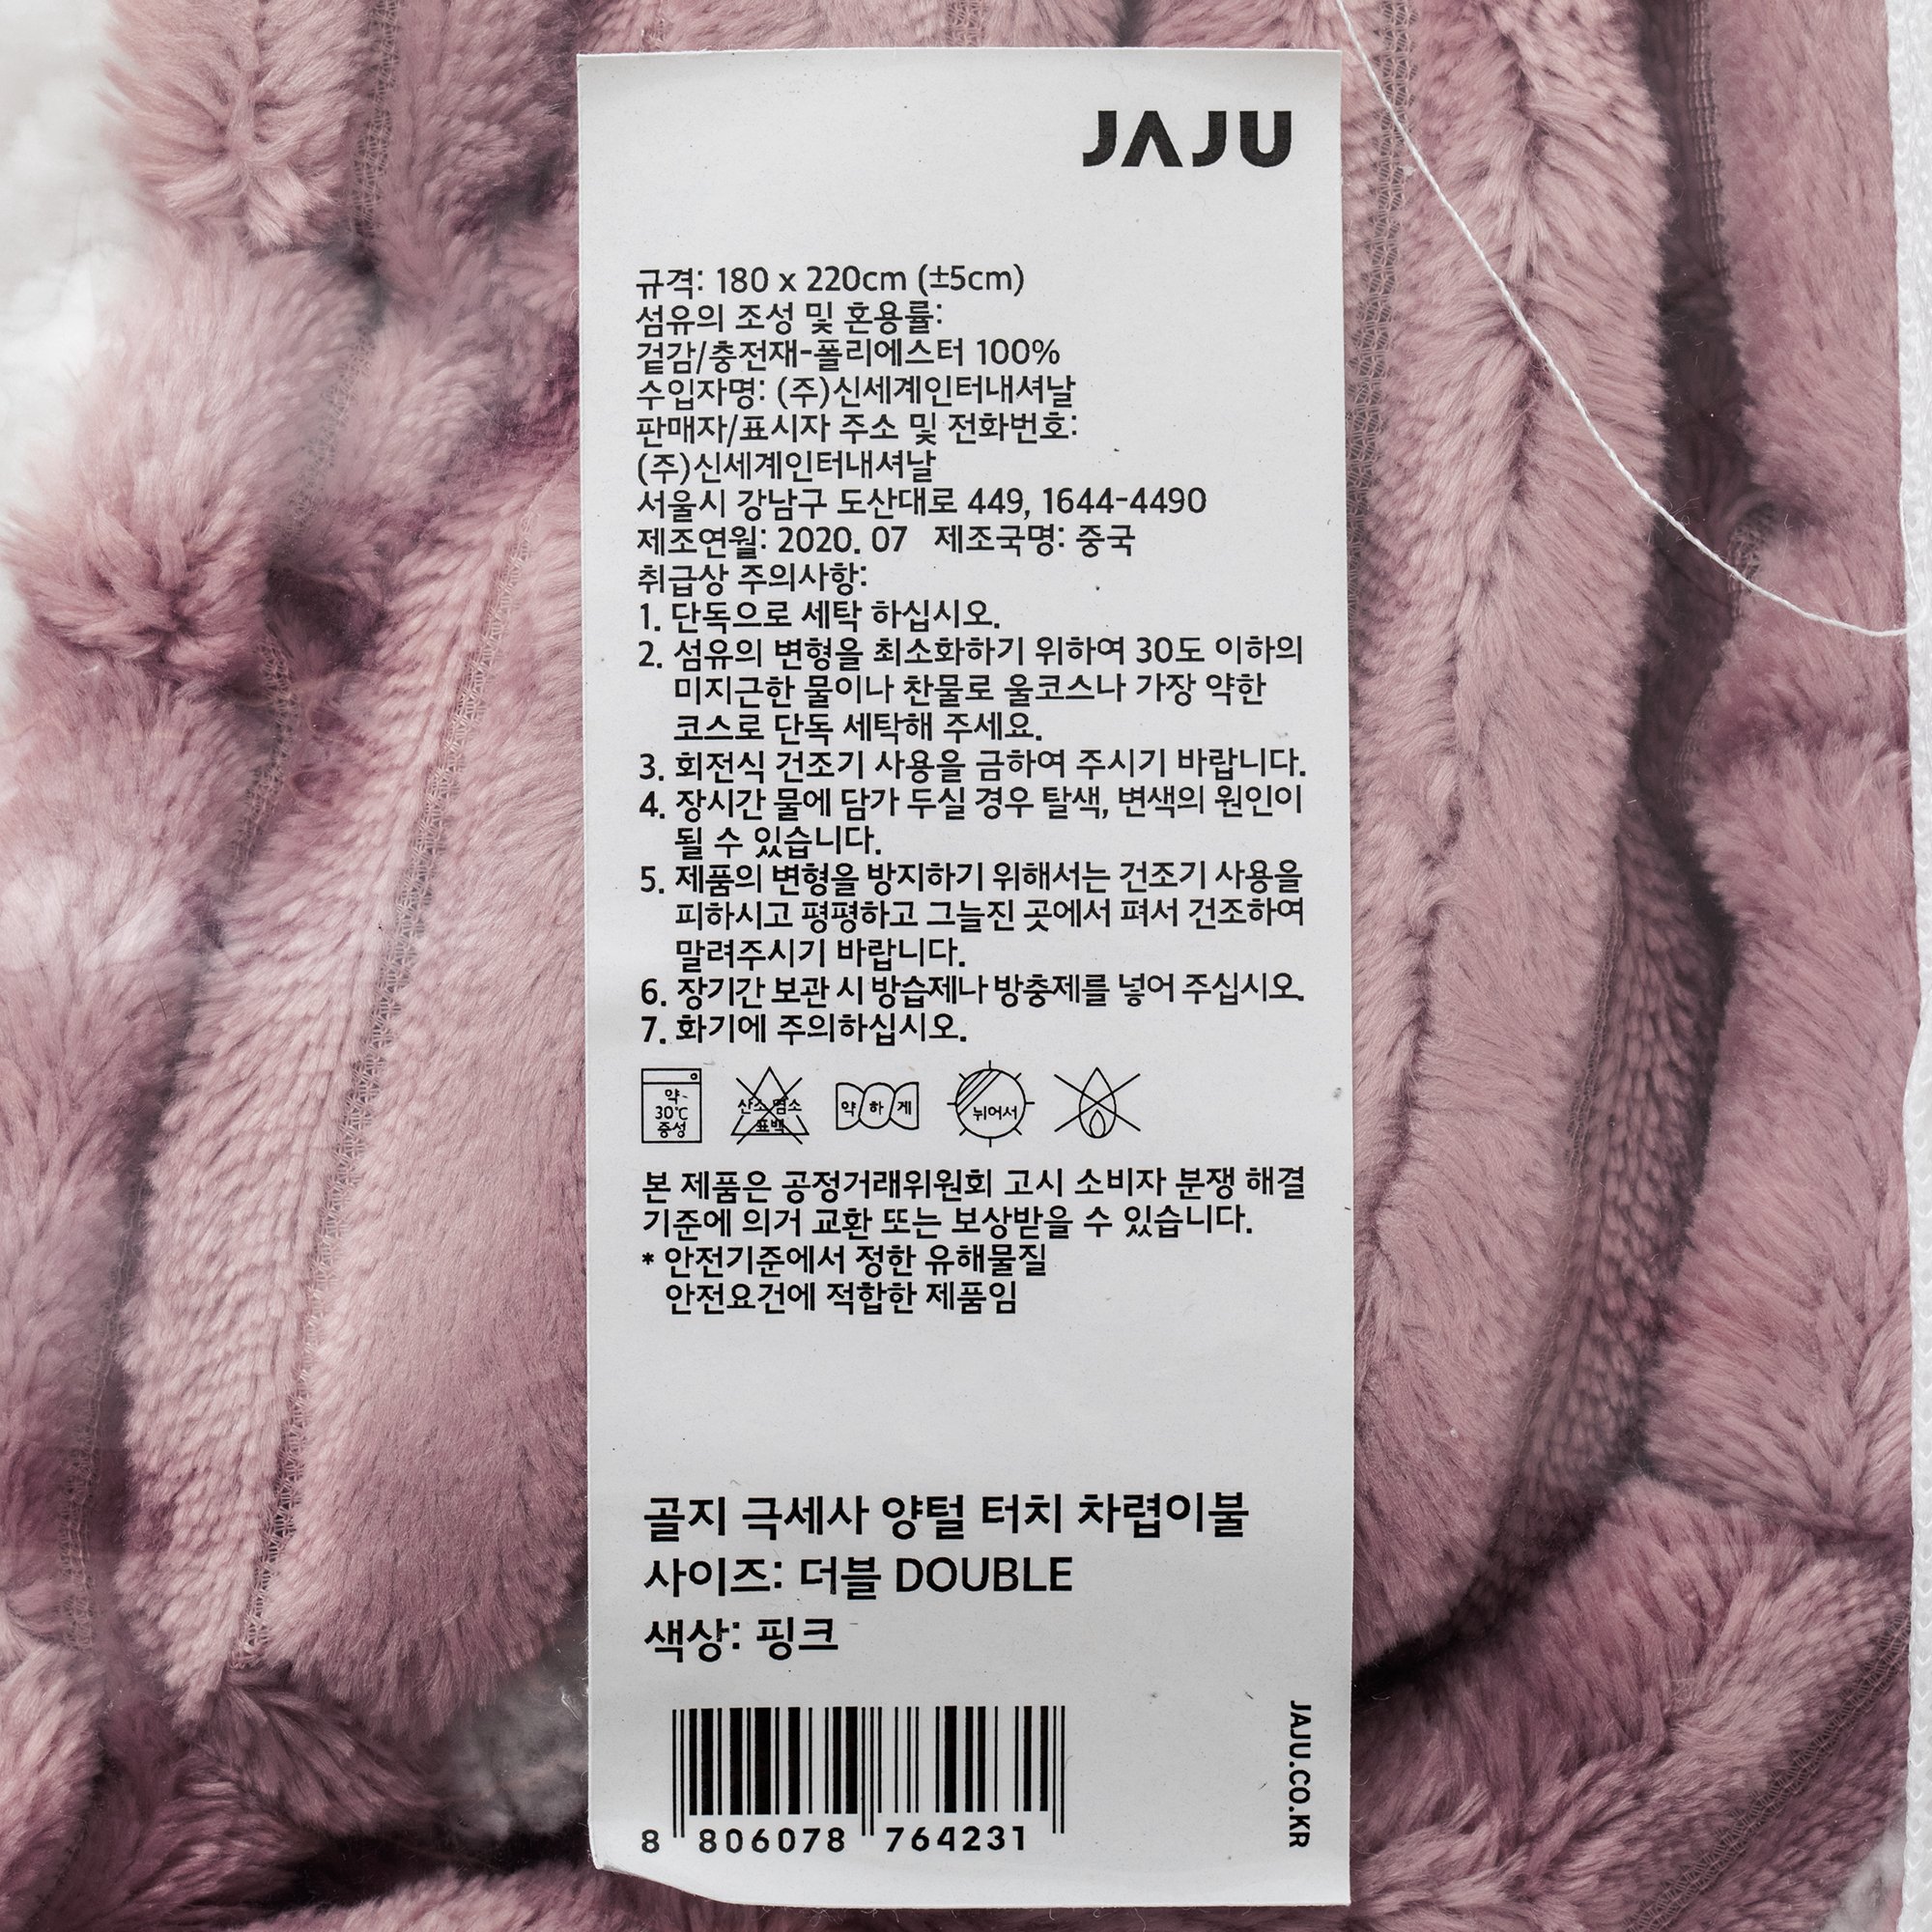 JAJU
규격: 180 x 220cm (±5cm)
섬유의 조성 및 혼용률:
겉감/충전재-폴리에스터 100%
수입자명: (주)신세계인터내셔날
판매자/표시자 주소 및 전화번호:
(주)신세계인터내셔날
서울시 강남구 도산대로 449, 1644-4490
제조연월: 2020. 07 제조국명: 중국
취급상 주의사항:
1. 단독으로 세탁 하십시오.
2. 섬유의 변형을 최소화하기 위하여 30도 이하의
미지근한 물이나 찬물로 울코스나 가장 약한
코스로 단독 세탁해 주세요.
3. 회전식 건조기 사용을 금하여 주시기 바랍니다.
4. 장시간 물에 담가 두실 경우 탈색, 변색의 원인이
될 수 있습니다.
5. 제품의 변형을 방지하기 위해서는 건조기 사용을
피하시고 평평하고 그늘진 곳에서 펴서 건조하여
말려주시기 바랍니다.
6. 장기간 보관 시 방습제나 방충제를 넣어 주십시오.
7. 화기에 주의하십시오.
약 30℃ 중성
산소 염소 표백
약하게
뉘어서
본 제품은 공정거래위원회 고시 소비자 분쟁 해결
기준에 의거 교환 또는 보상받을 수 있습니다.
* 안전기준에서 정한 유해물질
안전요건에 적합한 제품임
골지 극세사 양털 터치 차렵이불
사이즈: 더블 DOUBLE
색상: 핑크
8 806078 764231
JAJU.CO.KR